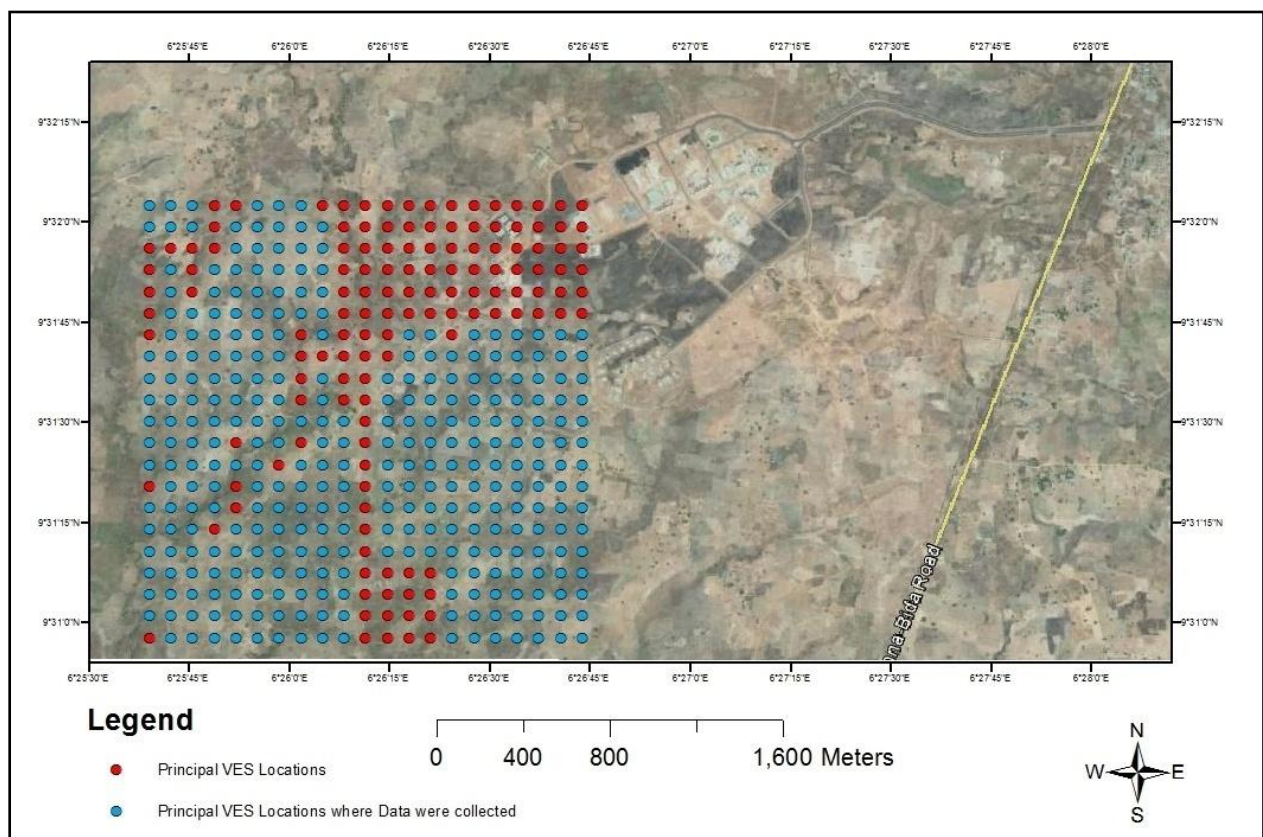 6°25'45"E 6°26'0"E 6°26'15"E 6°26'30"E 6°26'45"E 6°27'0"E 6°27'15"E 6°27'30"E 6°27'45"E 6°28'0"E
9°32'15"N 9°32'15"N
9°32'0"N 9°32'0"N
9°31'45"N 9°31'45"N
9°31'30"N 9°31'30"N
9°31'15"N 9°31'15"N
na-Bida Road
9°31'0"N 9°31'0"N
6°25'30"E 6°25'45"E 6°26'0"E 6°26'15"E 6°26'30"E 6°26'45"E 6°27'0"E 6°27'15"E 6°27'30"E 6°27'45"E 6°28'0"E
Legend
0 400 800 1,600 Meters
Principal VES Locations
Principal VES Locations where Data were collected
N
W E
S